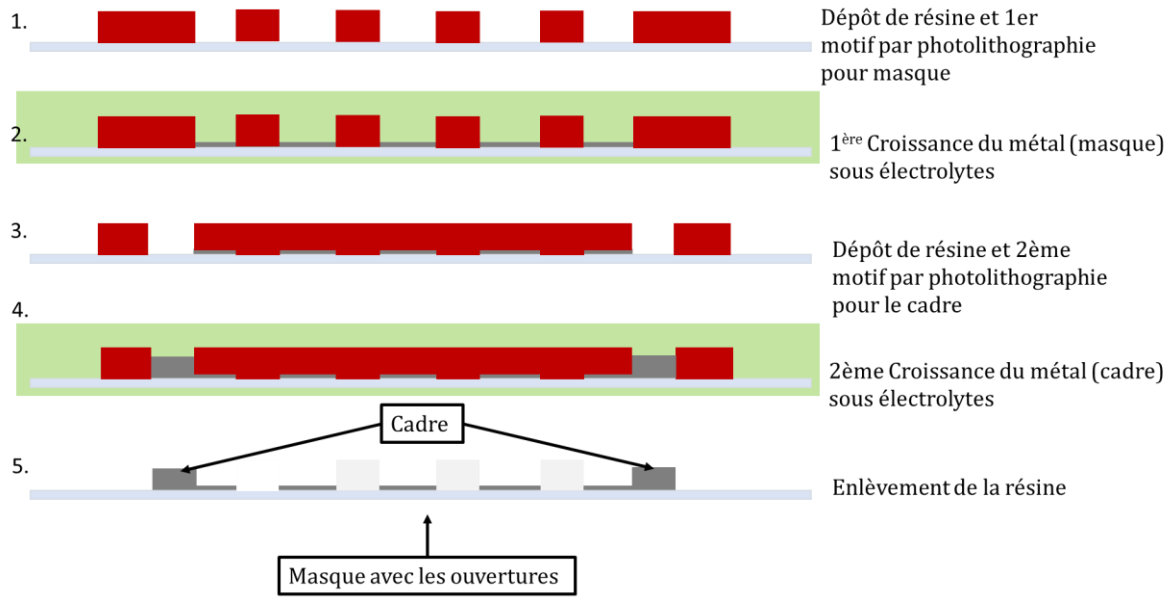 1.
Dépôt de résine et 1er
motif par photolithographie
pour masque
2.
1ère Croissance du métal (masque)
sous électrolytes
3.
Dépôt de résine et 2ème
motif par photolithographie
pour le cadre
4.
2ème Croissance du métal (cadre)
sous électrolytes
Cadre
5.
Enlèvement de la résine
Masque avec les ouvertures